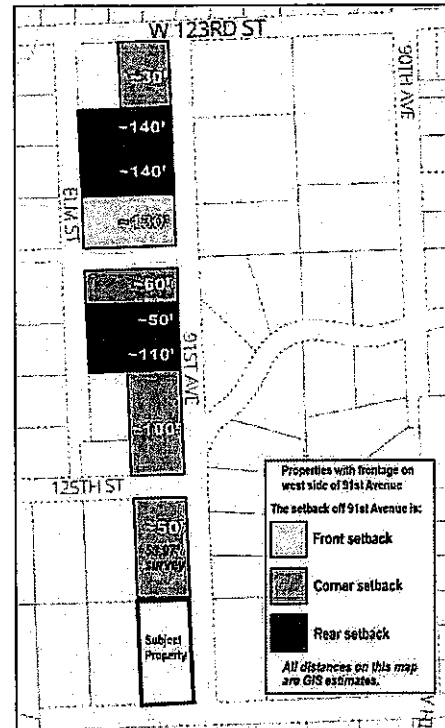 W 123RD ST
90TH AVE
~30'
~140'
~140'
ELM ST
~60'
91ST AVE
~50'
~110'
~100'
125TH ST
~50'
survey
Subject
Property
Properties with frontage on
west side of 91st Avenue
The setback off 91st Avenue is:
Front setback
Corner setback
Rear setback
All distances on this map
are GIS estimates.